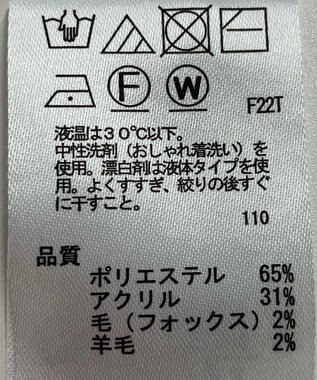 F W
F22T
液温は30℃以下。
中性洗剤（おしゃれ着洗い）を
使用。漂白剤は液体タイプを使
用。よくすすぎ、絞りの後すぐ
に干すこと。
110
品質
ポリエステル 65%
アクリル 31%
毛（フォックス） 2%
羊毛 2%